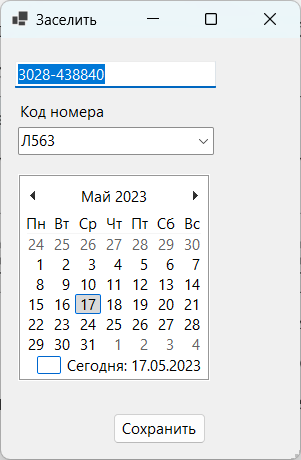 Заселить
3028-438840
Код номера
Л563
Май 2023
Пн Вт Ср Чт Пт Сб Вс
24 25 26 27 28 29 30
1 2 3 4 5 6 7
8 9 10 11 12 13 14
15 16 17 18 19 20 21
22 23 24 25 26 27 28
29 30 31 1 2 3 4
Сегодня: 17.05.2023
Сохранить